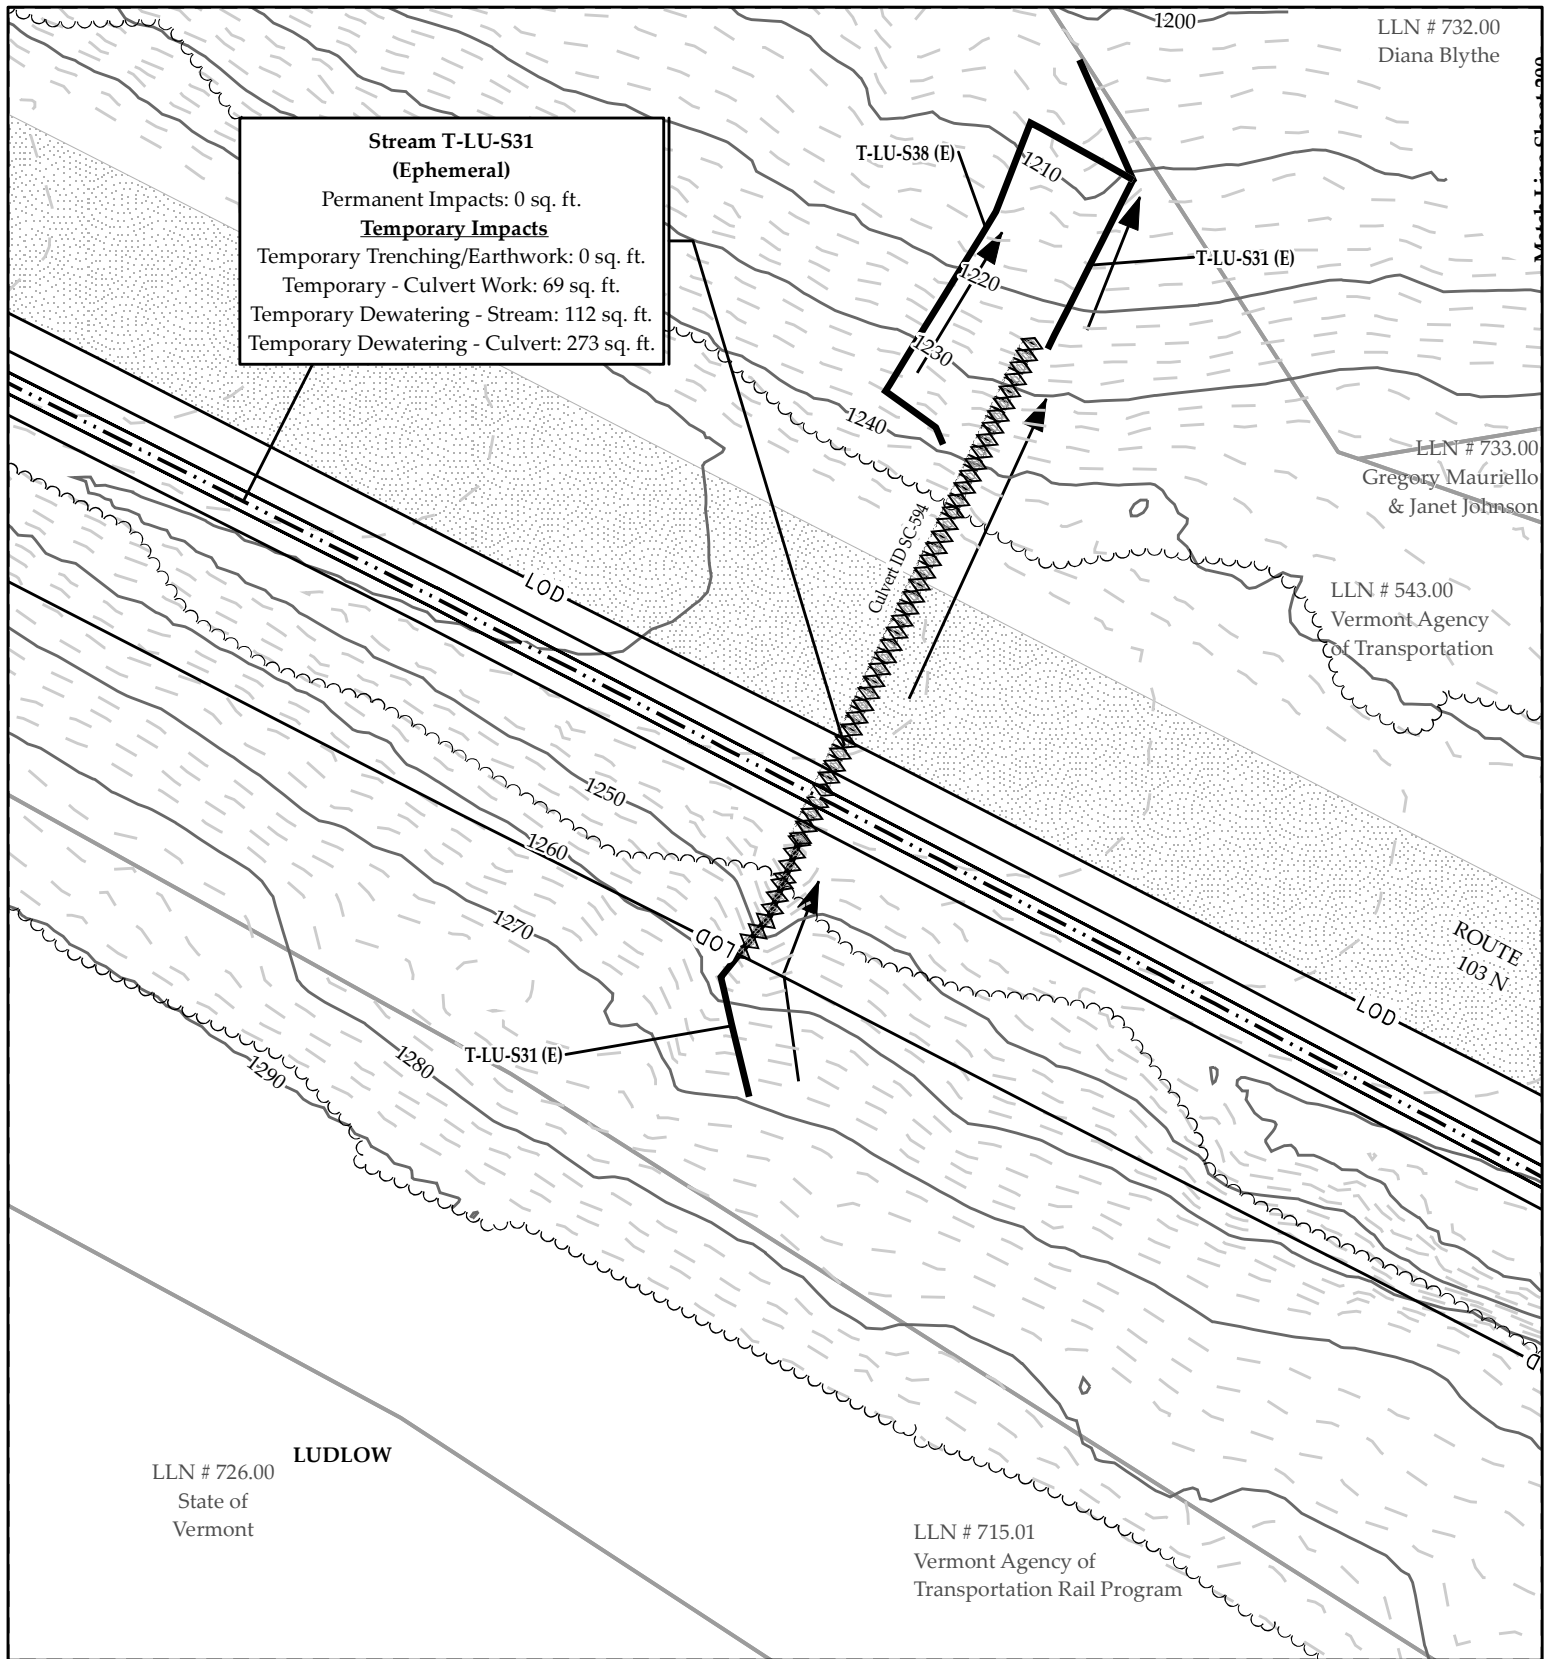 1200
LLN # 732.00
Diana Blythe
Stream T-LU-S31
(Ephemeral)
Permanent Impacts: 0 sq. ft.
Temporary Impacts
Temporary Trenching/Earthwork: 0 sq. ft.
Temporary - Culvert Work: 69 sq. ft.
Temporary Dewatering - Stream: 112 sq. ft.
Temporary Dewatering - Culvert: 273 sq. ft.
T-LU-S38 (E)
1210
T-LU-S31 (E)
1220
1230
1240
LLN # 733.00
Gregory Mauriello
& Janet Johnson
Culvert ID SC-594
LOD
LLN # 543.00
Vermont Agency
of Transportation
1250
1260
1270
LOD
ROUTE
103 N
LOD
T-LU-S31 (E)
1280
1290
LUDLOW
LLN # 726.00
State of
Vermont
LLN # 715.01
Vermont Agency of
Transportation Rail Program